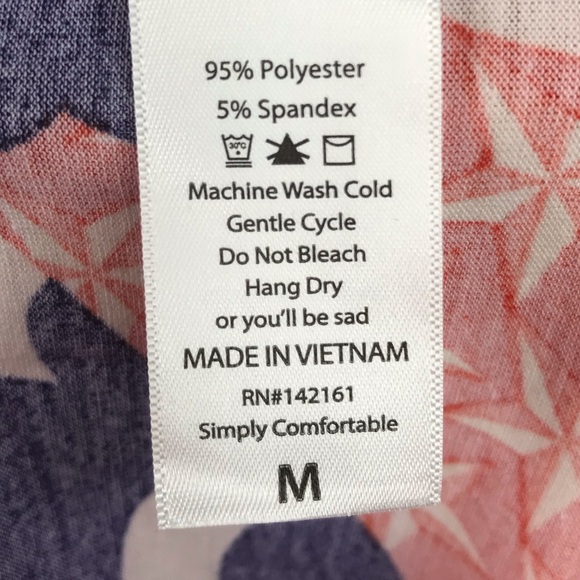 95% Polyester
5% Spandex
30°C
Machine Wash Cold
Gentle Cycle
Do Not Bleach
Hang Dry
or you'll be sad
MADE IN VIETNAM
RN#142161
Simply Comfortable
M